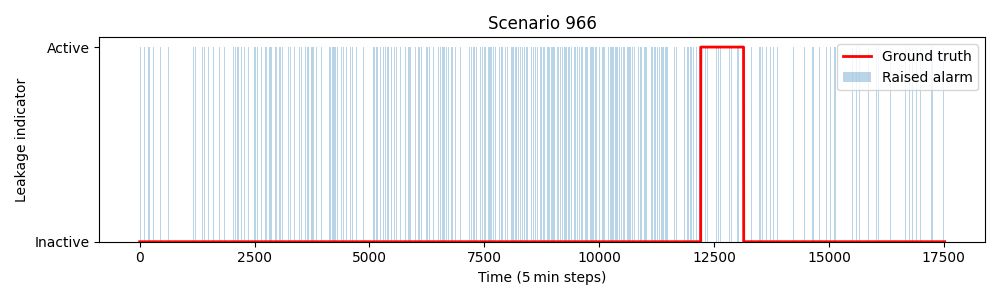 Scenario 966
Active
Inactive
Leakage indicator
Ground truth
Raised alarm
0 2500 5000 7500 10000 12500 15000 17500
Time (5 min steps)